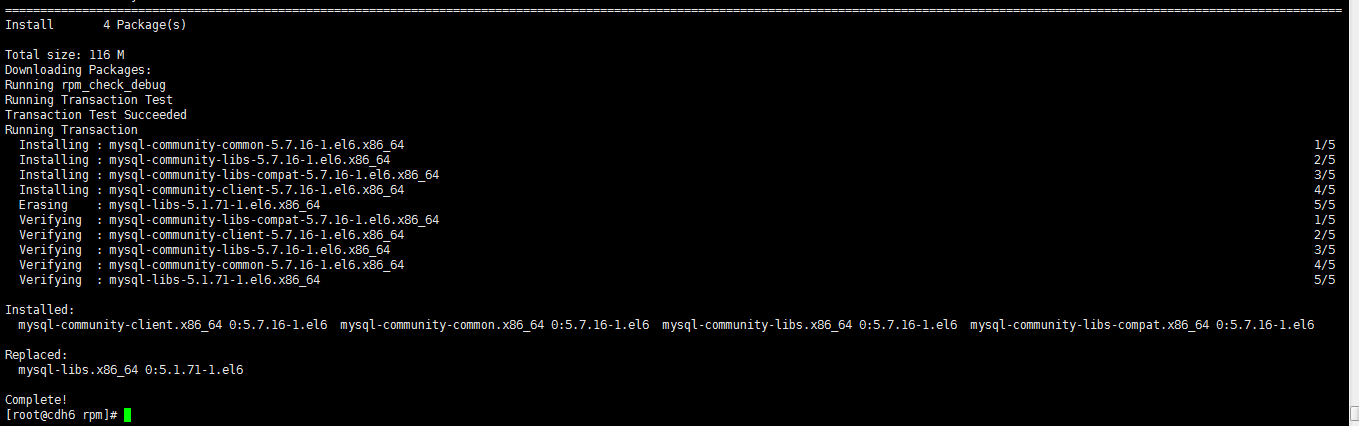 ================================================================================
Install       4 Package(s)
Total size: 116 M
Downloading Packages:
Running rpm_check_debug
Running Transaction Test
Transaction Test Succeeded
Running Transaction
  Installing : mysql-community-common-5.7.16-1.el6.x86_64 1/5
  Installing : mysql-community-libs-5.7.16-1.el6.x86_64 2/5
  Installing : mysql-community-libs-compat-5.7.16-1.el6.x86_64 3/5
  Installing : mysql-community-client-5.7.16-1.el6.x86_64 4/5
  Erasing    : mysql-libs-5.1.71-1.el6.x86_64 5/5
  Verifying  : mysql-community-libs-compat-5.7.16-1.el6.x86_64 1/5
  Verifying  : mysql-community-client-5.7.16-1.el6.x86_64 2/5
  Verifying  : mysql-community-libs-5.7.16-1.el6.x86_64 3/5
  Verifying  : mysql-community-common-5.7.16-1.el6.x86_64 4/5
  Verifying  : mysql-libs-5.1.71-1.el6.x86_64 5/5
Installed:
  mysql-community-client.x86_64 0:5.7.16-1.el6  mysql-community-common.x86_64 0:5.7.16-1.el6  mysql-community-libs.x86_64 0:5.7.16-1.el6  mysql-community-libs-compat.x86_64 0:5.7.16-1.el6
Replaced:
  mysql-libs.x86_64 0:5.1.71-1.el6
Complete!
[root@cdh6 rpm]#